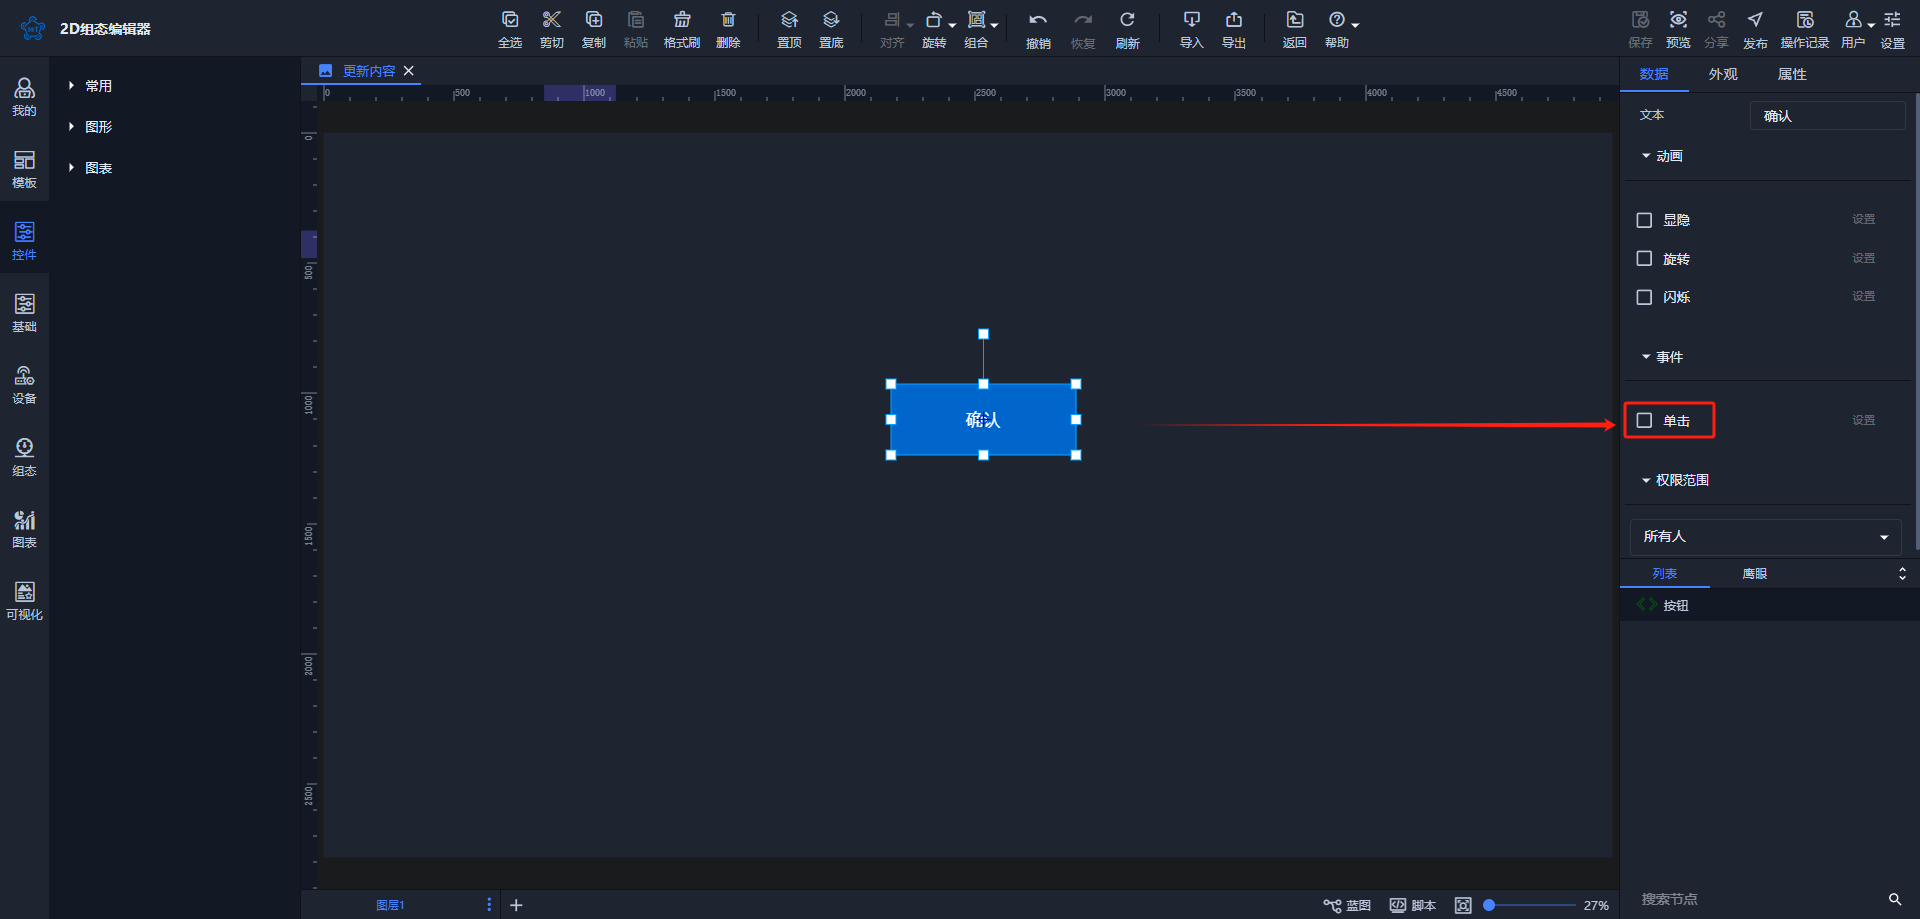 2D组态编辑器
全选 剪切 复制 粘贴 格式刷 删除 置顶 置底 对齐 旋转 组合 撤销 恢复 刷新 导入 导出 返回 帮助 保存 预览 分享 发布 操作记录 用户 设置
我的
模板
控件
基础
设备
组态
图表
可视化
常用
图形
图表
更新内容
0 500 1000 1500 2000 2500 3000 3500 4000 4500
0
500
1000
1500
2000
2500
确认
数据 外观 属性
文本 确认
动画
显隐 设置
旋转 设置
闪烁 设置
事件
单击 设置
权限范围
所有人
列表 鹰眼
按钮
搜索节点
图层1
蓝图 脚本 27%